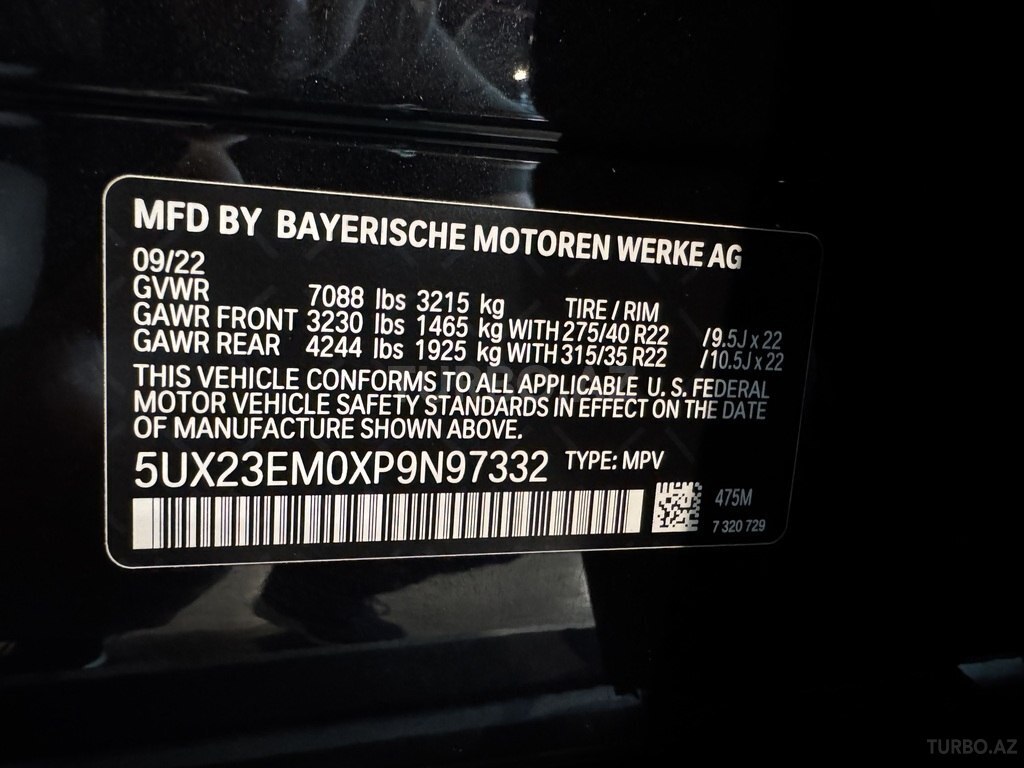 MFD BY BAYERISCHE MOTOREN WERKE AG
09/22
GVWR 7088 lbs 3215 kg TIRE / RIM
GAWR FRONT 3230 lbs 1465 kg WITH 275/40 R22 /9.5J x 22
GAWR REAR 4244 lbs 1925 kg WITH 315/35 R22 /10.5J x 22
THIS VEHICLE CONFORMS TO ALL APPLICABLE U. S. FEDERAL
MOTOR VEHICLE SAFETY STANDARDS IN EFFECT ON THE DATE
OF MANUFACTURE SHOWN ABOVE.
5UX23EM0XP9N97332 TYPE: MPV
475M
7 320 729
TURBO.AZ
TURBO.AZ